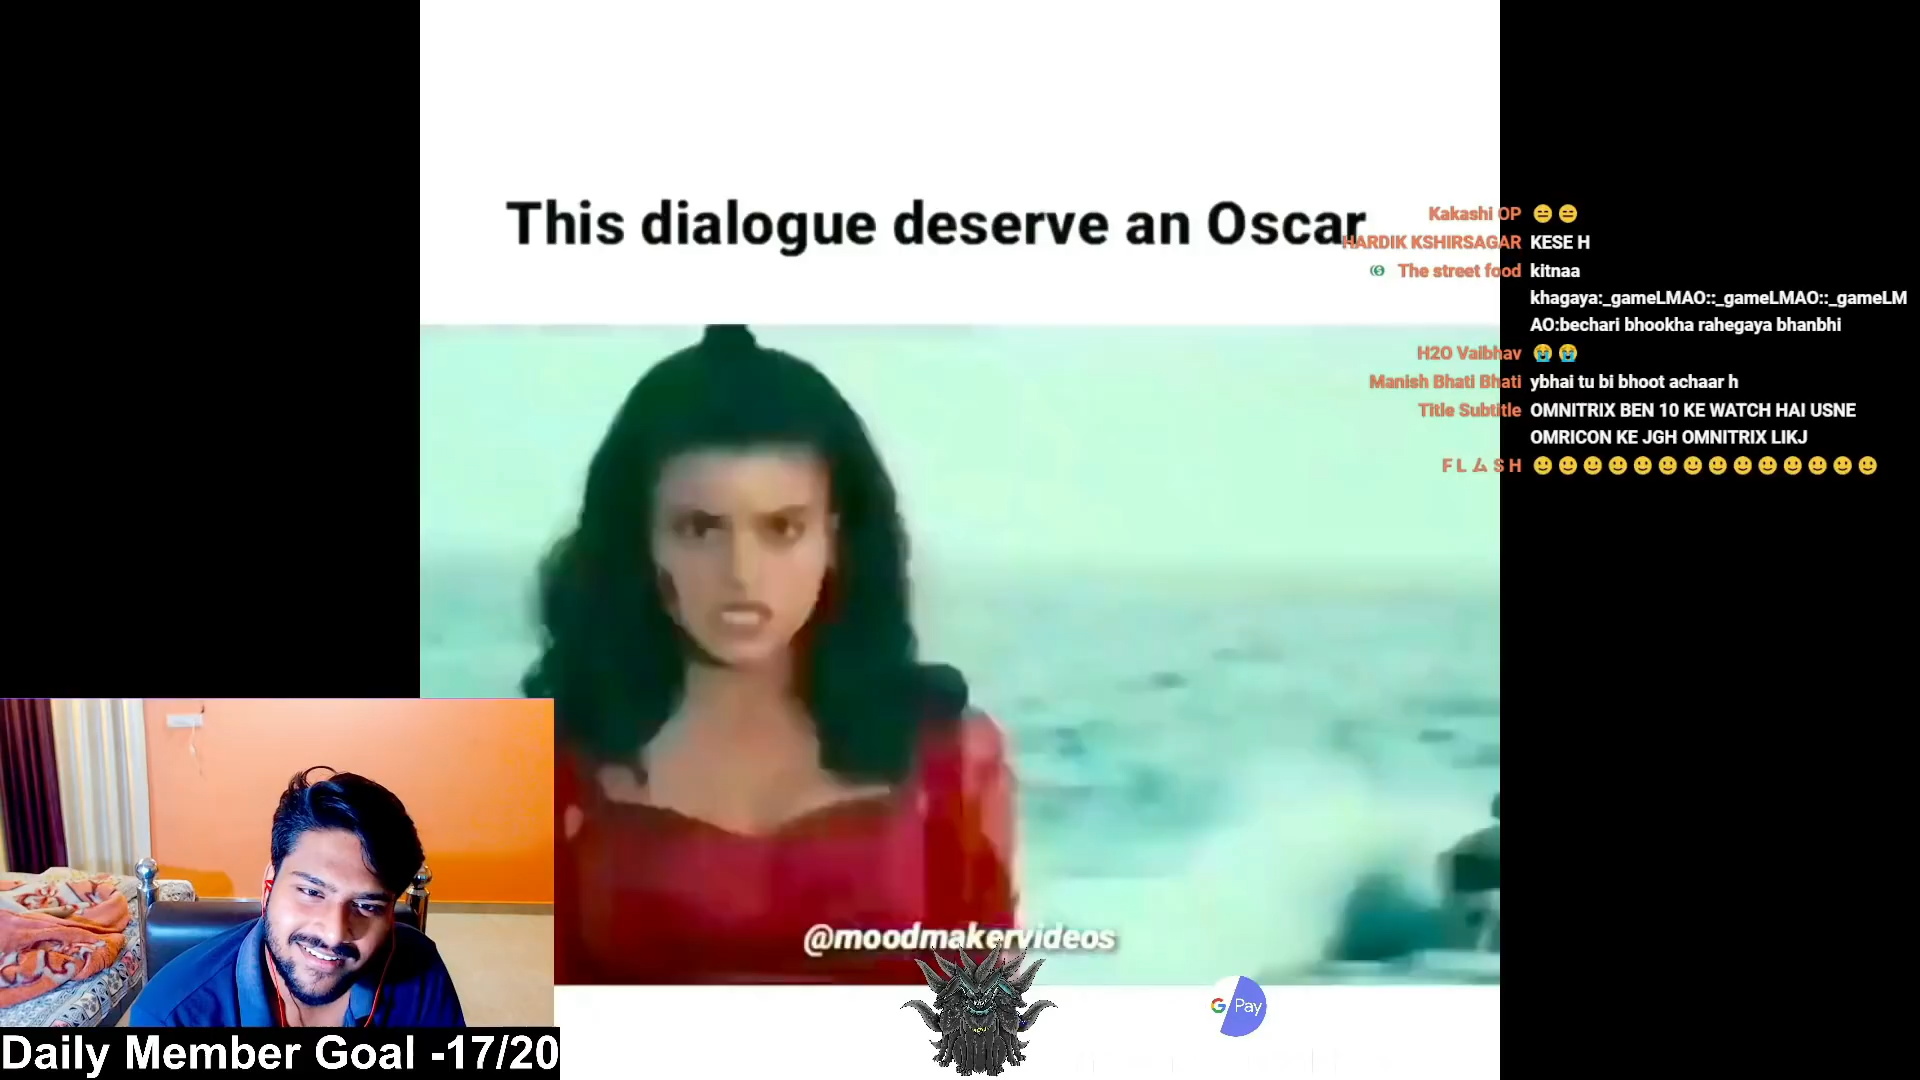 This dialogue deserve an Oscar
Kakashi OP 😑 😑
HARDIK KSHIRSAGAR KESE H
The street food kitnaa
khagaya:_gameLMAO::_gameLMAO::_gameLM
AO:bechari bhookha rahegaya bhanbhi
H2O Vaibhav 😭 😭
Manish Bhati Bhati ybhai tu bi bhoot achaar h
Title Subtitle OMNITRIX BEN 10 KE WATCH HAI USNE
OMRICON KE JGH OMNITRIX LIKJ
F L Δ S H
@moodmakervideos
G Pay
Daily Member Goal -17/20